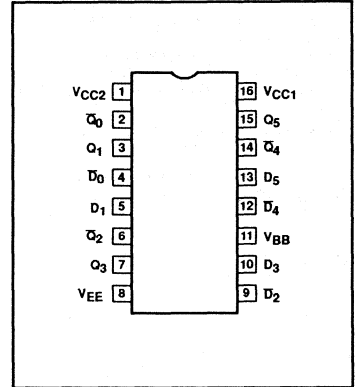 VCC2 1 16 VCC1
Q̅0 2 15 Q5
Q1 3 14 Q̅4
D̅0 4 13 D5
D1 5 12 D̅4
Q̅2 6 11 VBB
Q3 7 10 D3
VEE 8 9 D̅2